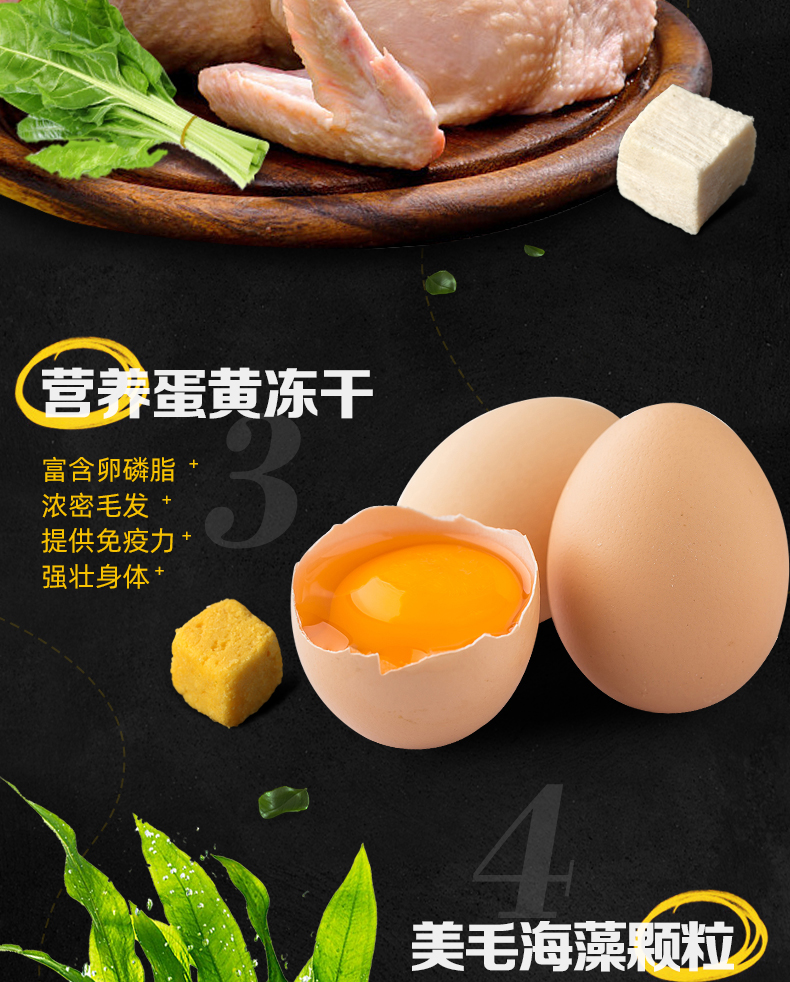 营养蛋黄冻干
3
富含卵磷脂 +
浓密毛发 +
提供免疫力 +
强壮身体 +
4
美毛海藻颗粒